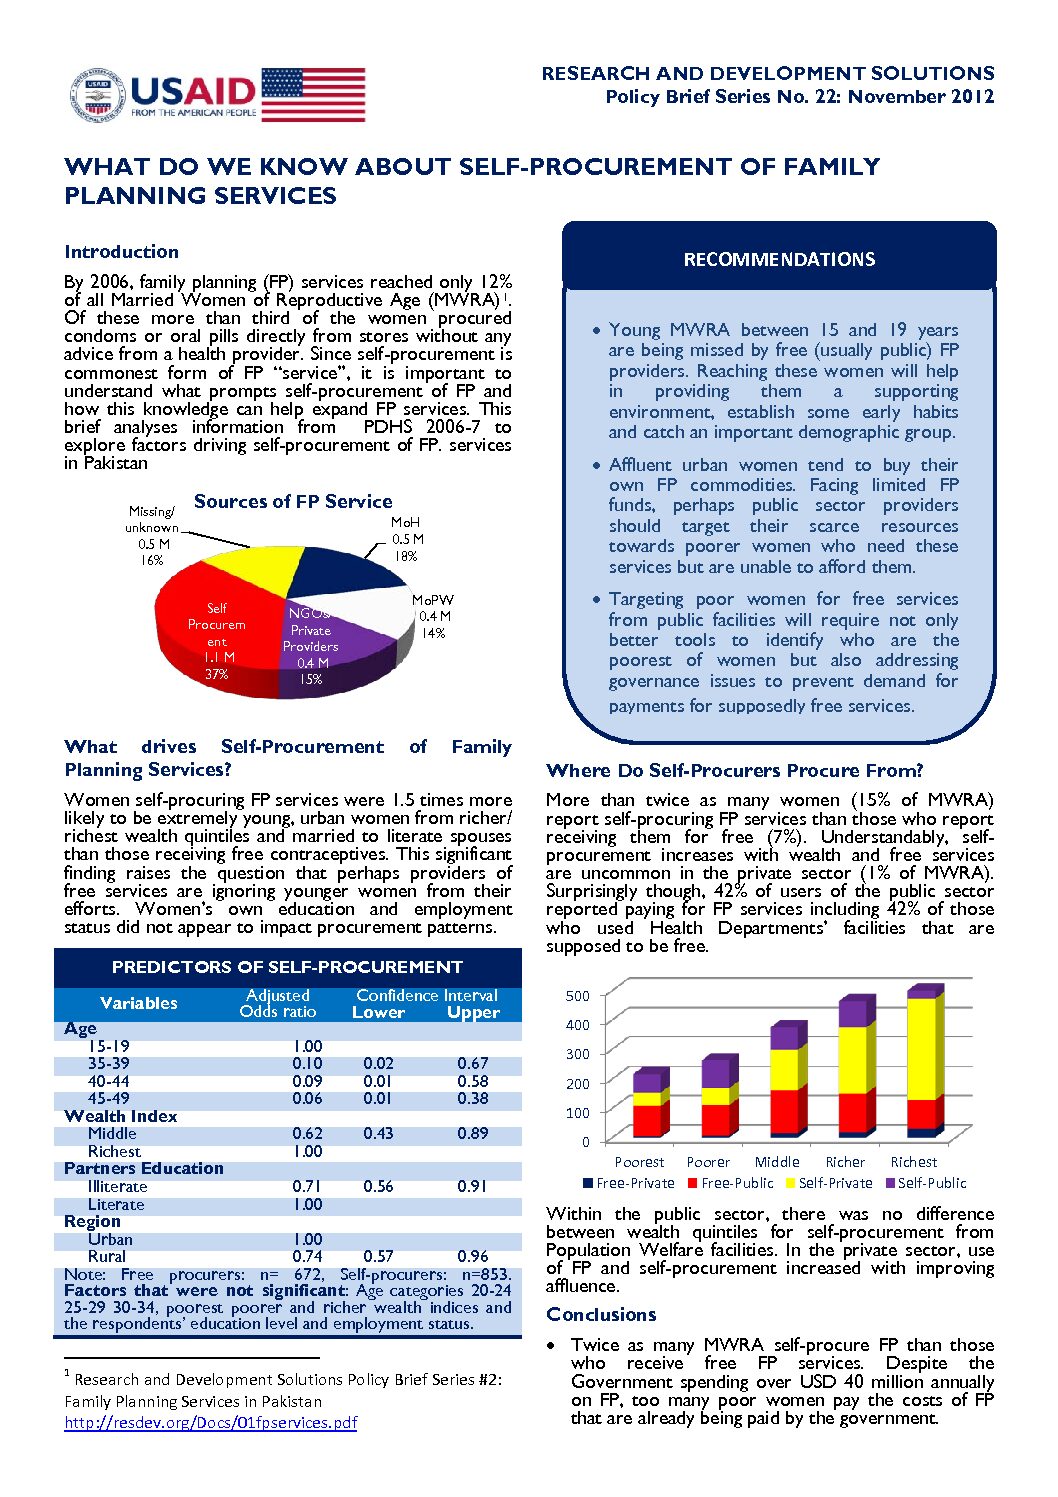 USAID
FROM THE AMERICAN PEOPLE
RESEARCH AND DEVELOPMENT SOLUTIONS
Policy Brief Series No. 22: November 2012
WHAT DO WE KNOW ABOUT SELF-PROCUREMENT OF FAMILY
PLANNING SERVICES
Introduction
By 2006, family planning (FP) services reached only 12%
of all Married Women of Reproductive Age (MWRA) 1.
Of these more than third of the women procured
condoms or oral pills directly from stores without any
advice from a health provider. Since self-procurement is
commonest form of FP “service”, it is important to
understand what prompts self-procurement of FP and
how this knowledge can help expand FP services. This
brief analyses information from PDHS 2006-7 to
explore factors driving self-procurement of FP. services
in Pakistan
Sources of FP Service
Missing/
unknown
0.5 M
16%
MoH
0.5 M
18%
MoPW
0.4 M
14%
NGOs/
Private
Providers
0.4 M
15%
Self
Procurem
ent
1.1 M
37%
What drives Self-Procurement of Family
Planning Services?
Women self-procuring FP services were 1.5 times more
likely to be extremely young, urban women from richer/
richest wealth quintiles and married to literate spouses
than those receiving free contraceptives. This significant
finding raises the question that perhaps providers of
free services are ignoring younger women from their
efforts. Women’s own education and employment
status did not appear to impact procurement patterns.
PREDICTORS OF SELF-PROCUREMENT
Variables Adjusted Odds ratio Confidence Interval
Lower Upper
Age
15-19 1.00
35-39 0.10 0.02 0.67
40-44 0.09 0.01 0.58
45-49 0.06 0.01 0.38
Wealth Index
Middle 0.62 0.43 0.89
Richest 1.00
Partners Education
Illiterate 0.71 0.56 0.91
Literate 1.00
Region
Urban 1.00
Rural 0.74 0.57 0.96
Note: Free procurers: n= 672, Self-procurers: n=853.
Factors that were not significant: Age categories 20-24
25-29 30-34, poorest poorer and richer wealth indices and
the respondents’ education level and employment status.
1 Research and Development Solutions Policy Brief Series #2:
Family Planning Services in Pakistan
http://resdev.org/Docs/01fpservices.pdf
RECOMMENDATIONS
• Young MWRA between 15 and 19 years
are being missed by free (usually public) FP
providers. Reaching these women will help
in providing them a supporting
environment, establish some early habits
and catch an important demographic group.
• Affluent urban women tend to buy their
own FP commodities. Facing limited FP
funds, perhaps public sector providers
should target their scarce resources
towards poorer women who need these
services but are unable to afford them.
• Targeting poor women for free services
from public facilities will require not only
better tools to identify who are the
poorest of women but also addressing
governance issues to prevent demand for
payments for supposedly free services.
Where Do Self-Procurers Procure From?
More than twice as many women (15% of MWRA)
report self-procuring FP services than those who report
receiving them for free (7%). Understandably, self-
procurement increases with wealth and free services
are uncommon in the private sector (1% of MWRA).
Surprisingly though, 42% of users of the public sector
reported paying for FP services including 42% of those
who used Health Departments’ facilities that are
supposed to be free.
500
400
300
200
100
0
Poorest Poorer Middle Richer Richest
Free-Private Free-Public Self-Private Self-Public
Within the public sector, there was no difference
between wealth quintiles for self-procurement from
Population Welfare facilities. In the private sector, use
of FP and self-procurement increased with improving
affluence.
Conclusions
• Twice as many MWRA self-procure FP than those
who receive free FP services. Despite the
Government spending over USD 40 million annually
on FP, too many poor women pay the costs of FP
that are already being paid by the government.